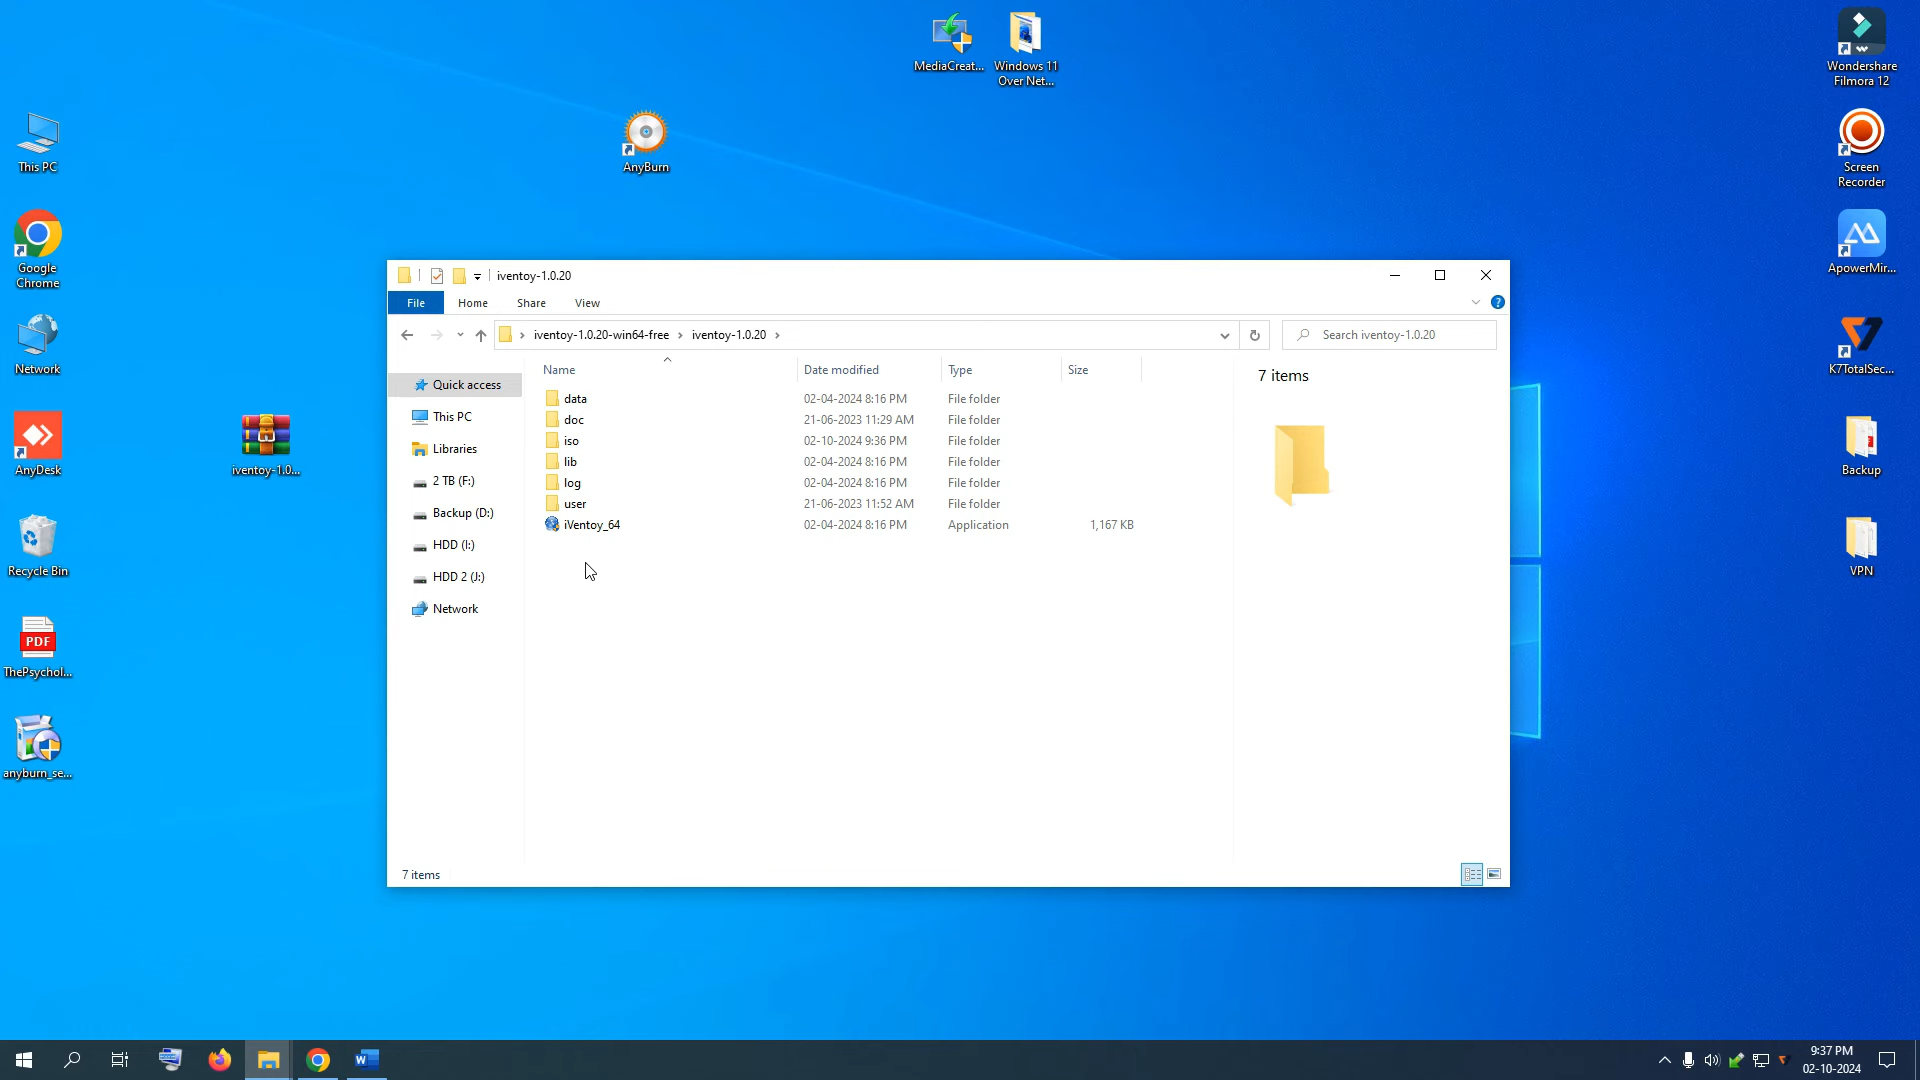 MediaCreat...
Windows 11
Over Net...
Wondershare
Filmora 12
This PC
AnyBurn
Screen
Recorder
Google
Chrome
ApowerMir...
Network
K7TotalSec...
AnyDesk
iventoy-1.0...
Backup
Recycle Bin
VPN
PDF
ThePsychol...
anyburn_se...
iventoy-1.0.20
File Home Share View
iventoy-1.0.20-win64-free iventoy-1.0.20
Search iventoy-1.0.20
Quick access
This PC
Libraries
2 TB (F:)
Backup (D:)
HDD (I:)
HDD 2 (J:)
Network
Name Date modified Type Size
data 02-04-2024 8:16 PM File folder
doc 21-06-2023 11:29 AM File folder
iso 02-10-2024 9:36 PM File folder
lib 02-04-2024 8:16 PM File folder
log 02-04-2024 8:16 PM File folder
user 21-06-2023 11:52 AM File folder
iVentoy_64 02-04-2024 8:16 PM Application 1,167 KB
7 items
7 items
9:37 PM
02-10-2024